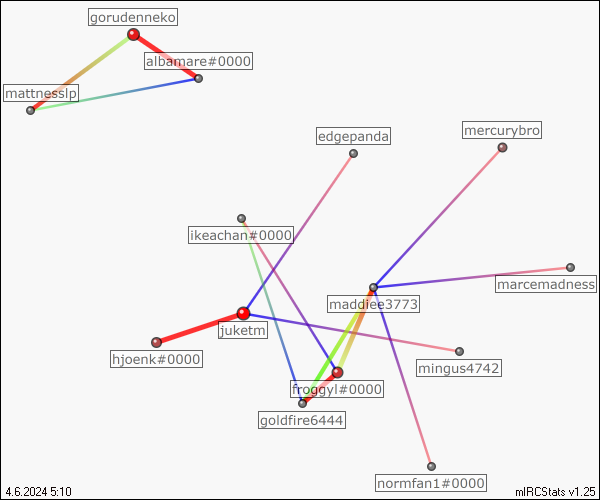 gorudenneko
albamare#0000
mattnesslp
edgepanda
mercurybro
ikeachan#0000
marcemadness
maddiee3773
juketm
hjoenk#0000
mingus4742
froggyl#0000
goldfire6444
normfan1#0000
4.6.2024 5:10
mIRCStats v1.25